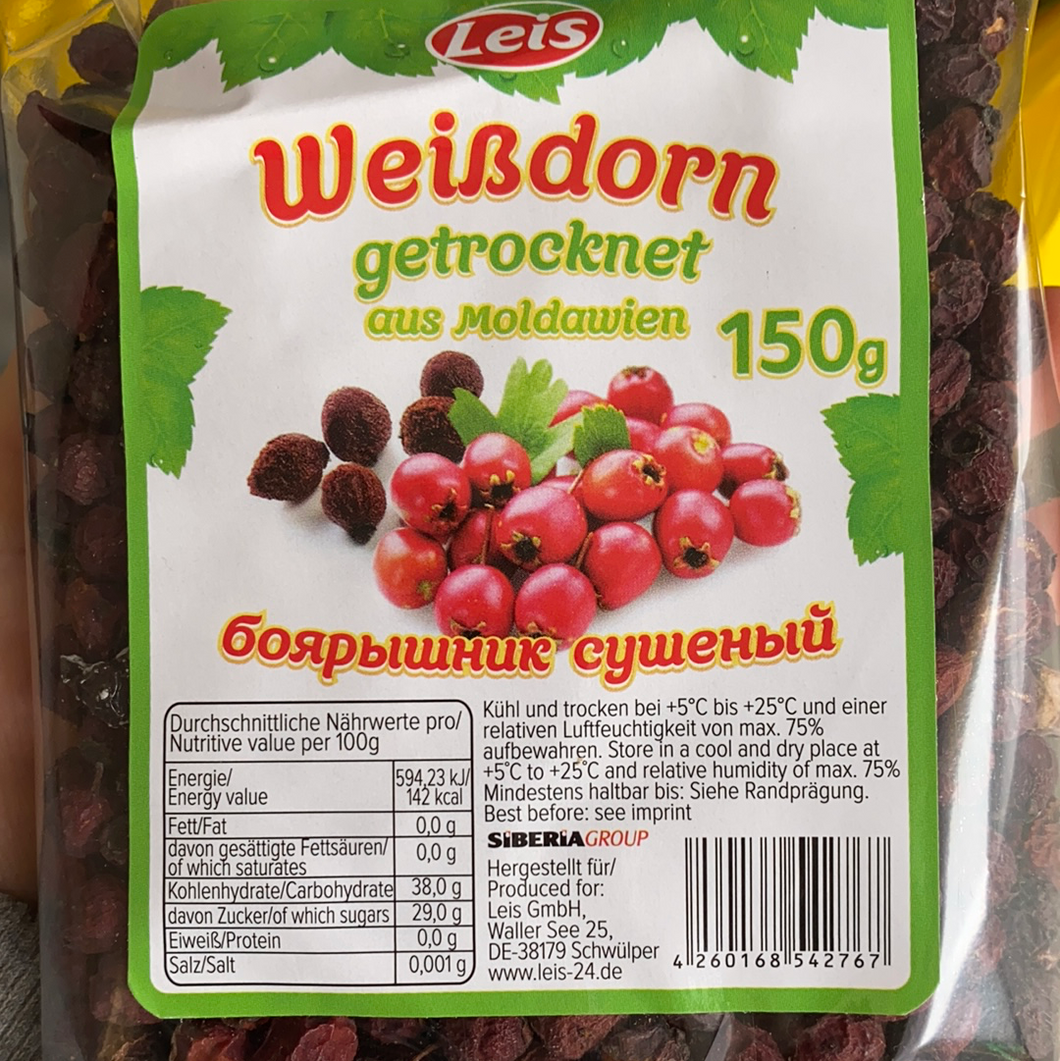 Leis
Weißdorn
getrocknet
aus Moldawien
150g
боярышник сушеный
Durchschnittliche Nährwerte pro/
Nutritive value per 100g
Energie/
Energy value
594,23 kJ/
142 kcal
Fett/Fat 0,0 g
davon gesättigte Fettsäuren/
of which saturates
0,0 g
Kohlenhydrate/Carbohydrate 38,0 g
davon Zucker/of which sugars 29,0 g
Eiweiß/Protein 0,0 g
Salz/Salt 0,001 g
Kühl und trocken bei +5°C bis +25°C und einer
relativen Luftfeuchtigkeit von max. 75%
aufbewahren. Store in a cool and dry place at
+5°C to +25°C and relative humidity of max. 75%
Mindestens haltbar bis: Siehe Randprägung.
Best before: see imprint
SIBERIAGROUP
Hergestellt für/
Produced for:
Leis GmbH,
Waller See 25,
DE-38179 Schwülper
www.leis-24.de
4 260168 542767